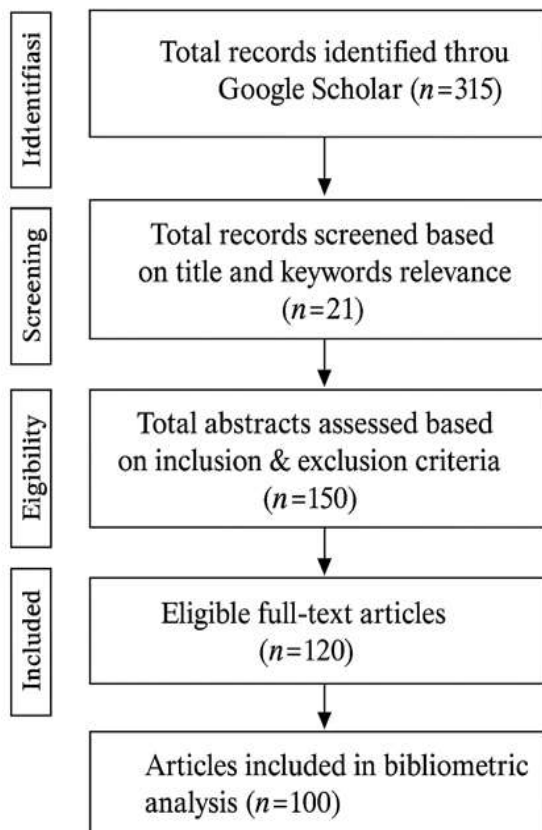 Itdtentifiasi
Total records identified throu
Google Scholar (n=315)
Screening
Total records screened based
on title and keywords relevance
(n=21)
Eigibility
Total abstracts assessed based
on inclusion & exclusion criteria
(n=150)
Included
Eligible full-text articles
(n=120)
Articles included in bibliometric
analysis (n=100)